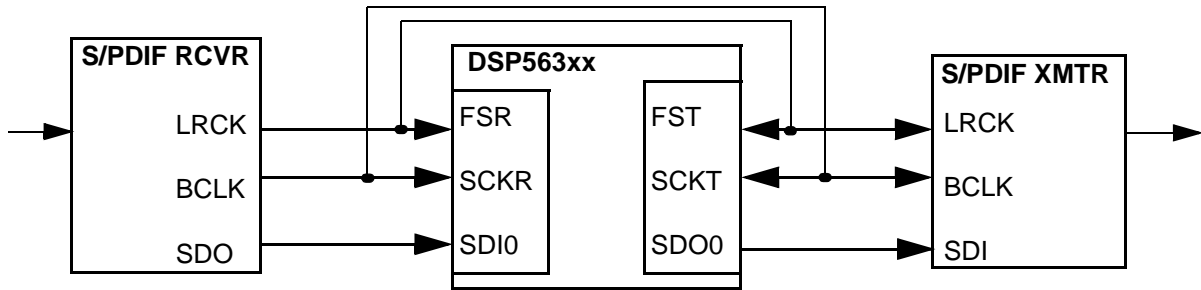 S/PDIF RCVR
LRCK
BCLK
SDO
DSP563xx
FSR
SCKR
SDI0
FST
SCKT
SDO0
S/PDIF XMTR
LRCK
BCLK
SDI